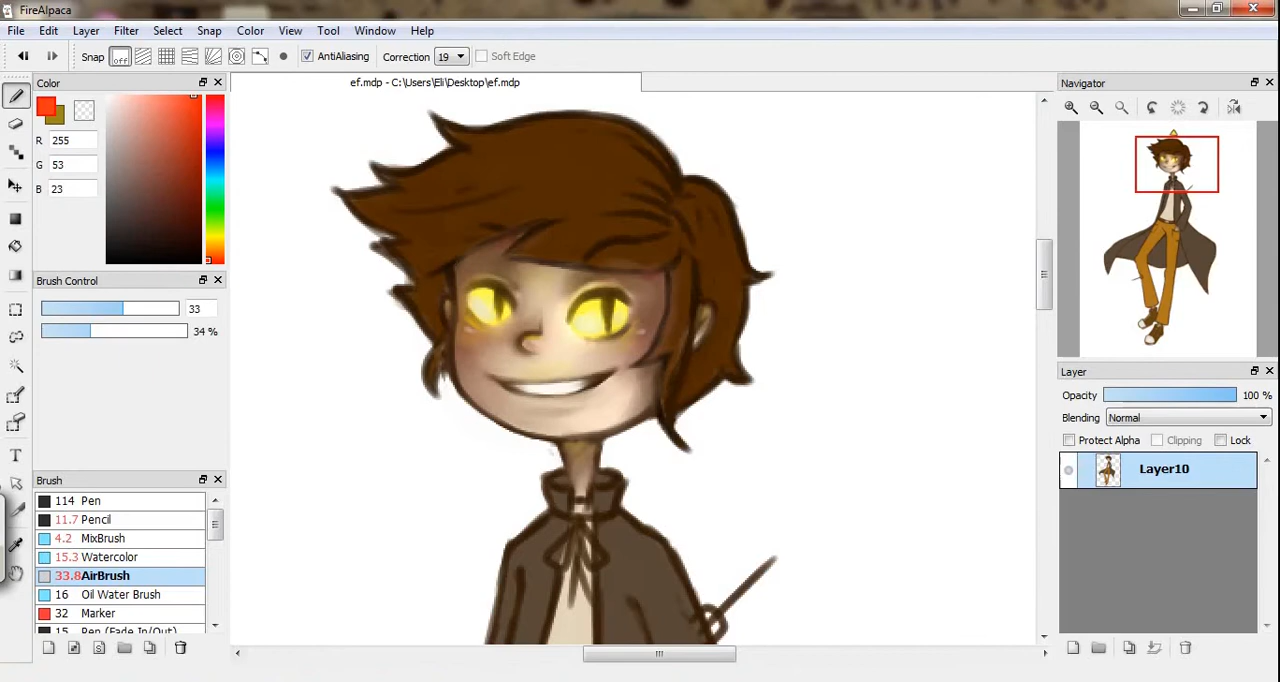 FireAlpaca
File Edit Layer Filter Select Snap Color View Tool Window Help
Snap off AntiAliasing Correction 19 Soft Edge
Color
ef.mdp - C:\Users\Eli\Desktop\ef.mdp
Navigator
R 255
G 53
B 23
Brush Control
33
34 %
Layer
Opacity 100 %
Blending Normal
Protect Alpha Clipping Lock
Layer10
Brush
114 Pen
11.7 Pencil
4.2 MixBrush
15.3 Watercolor
33.8 AirBrush
16 Oil Water Brush
32 Marker
15 Pen (Fade In/Out)
T